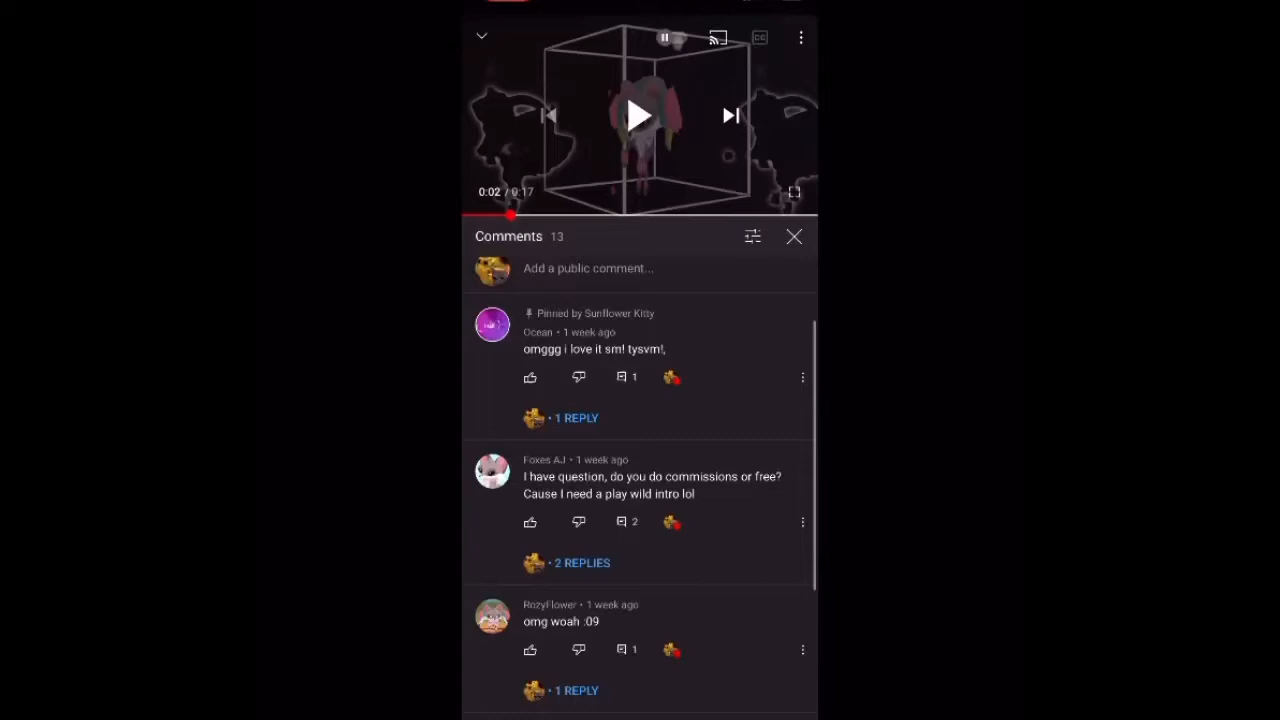 CC
0:02 / 0:17
Comments 13
Add a public comment...
Pinned by Sunflower Kitty
Ocean • 1 week ago
omggg i love it sm! tysvm!,
1
• 1 REPLY
Foxes AJ • 1 week ago
I have question, do you do commissions or free?
Cause I need a play wild intro lol
2
• 2 REPLIES
RozyFlower • 1 week ago
omg woah :09
1
• 1 REPLY